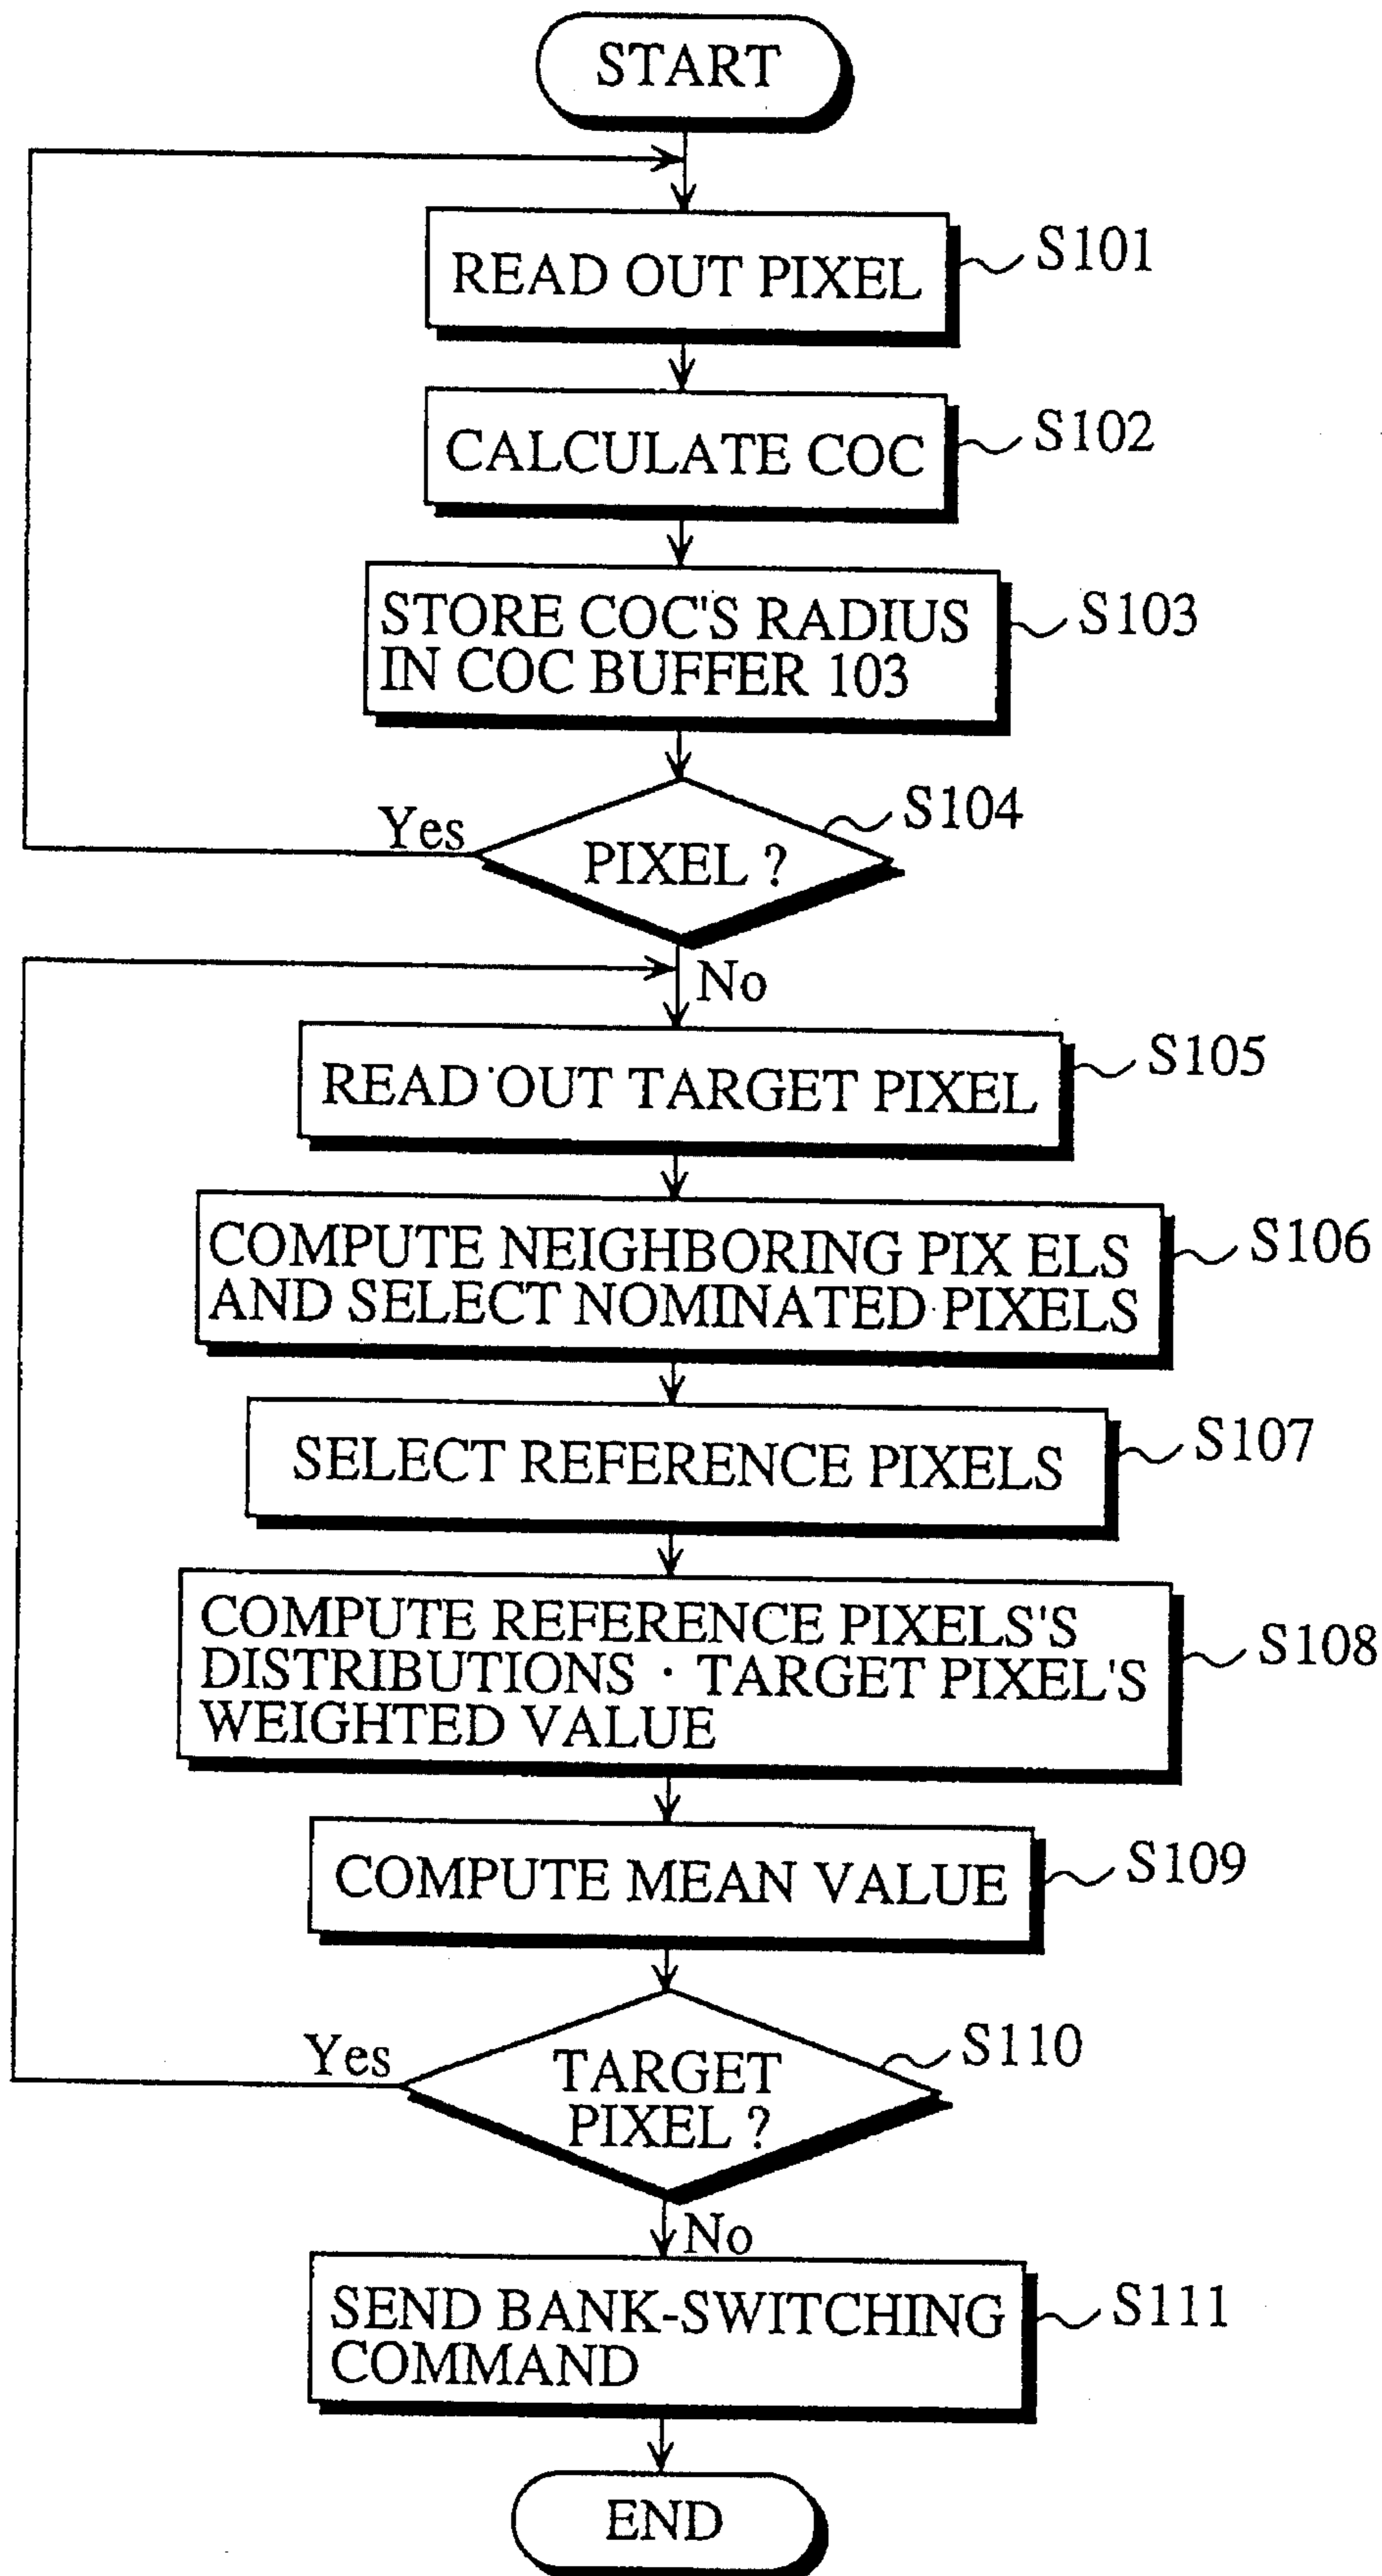 START
READ OUT PIXEL
S101
CALCULATE COC
S102
STORE COC'S RADIUS
IN COC BUFFER 103
S103
PIXEL ?
S104
Yes
No
READ OUT TARGET PIXEL
S105
COMPUTE NEIGHBORING PIX ELS
AND SELECT NOMINATED PIXELS
S106
SELECT REFERENCE PIXELS
S107
COMPUTE REFERENCE PIXELS'S
DISTRIBUTIONS · TARGET PIXEL'S
WEIGHTED VALUE
S108
COMPUTE MEAN VALUE
S109
TARGET
PIXEL ?
S110
Yes
No
SEND BANK-SWITCHING
COMMAND
S111
END